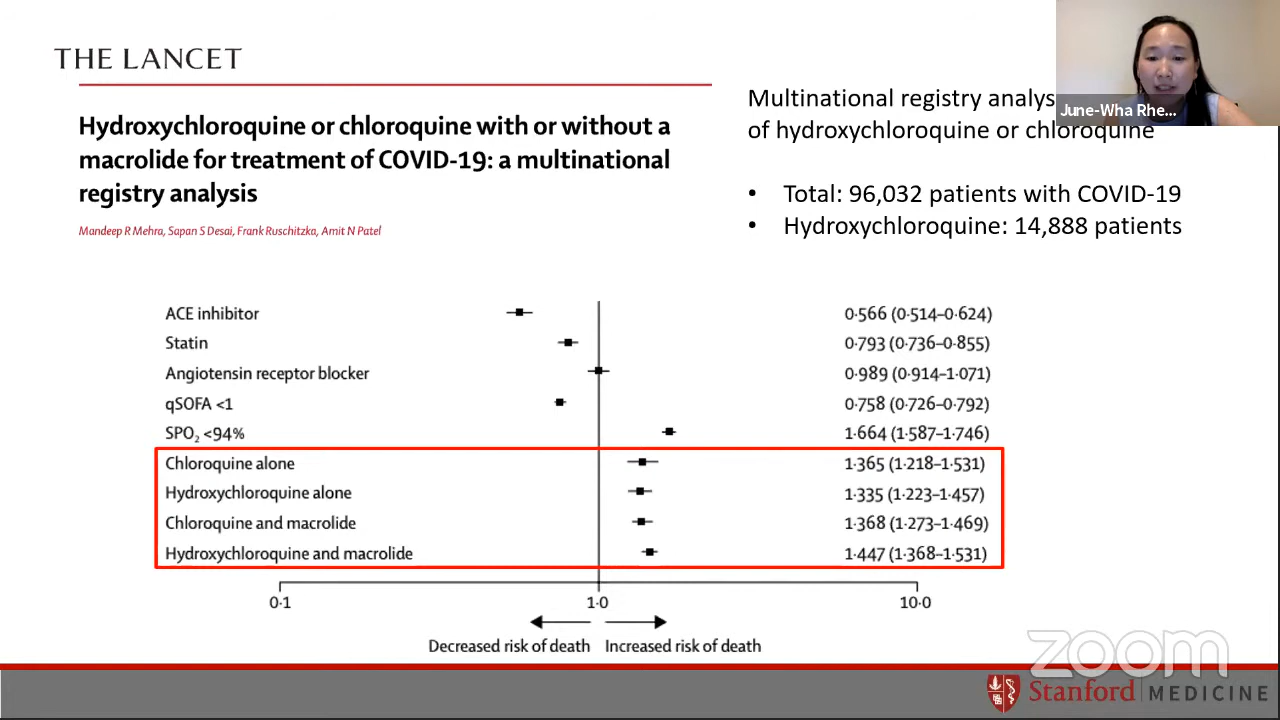 THE LANCET
Hydroxychloroquine or chloroquine with or without a
macrolide for treatment of COVID-19: a multinational
registry analysis
Mandeep R Mehra, Sapan S Desai, Frank Ruschitzka, Amit N Patel
Multinational registry analys
of hydroxychloroquine or chloroquine
• Total: 96,032 patients with COVID-19
• Hydroxychloroquine: 14,888 patients
June-Wha Rhe...
ACE inhibitor 0·566 (0·514–0·624)
Statin 0·793 (0·736–0·855)
Angiotensin receptor blocker 0·989 (0·914–1·071)
qSOFA <1 0·758 (0·726–0·792)
SPO₂ <94% 1·664 (1·587–1·746)
Chloroquine alone 1·365 (1·218–1·531)
Hydroxychloroquine alone 1·335 (1·223–1·457)
Chloroquine and macrolide 1·368 (1·273–1·469)
Hydroxychloroquine and macrolide 1·447 (1·368–1·531)
0·1 1·0 10·0
Decreased risk of death Increased risk of death
zoom
Stanford MEDICINE